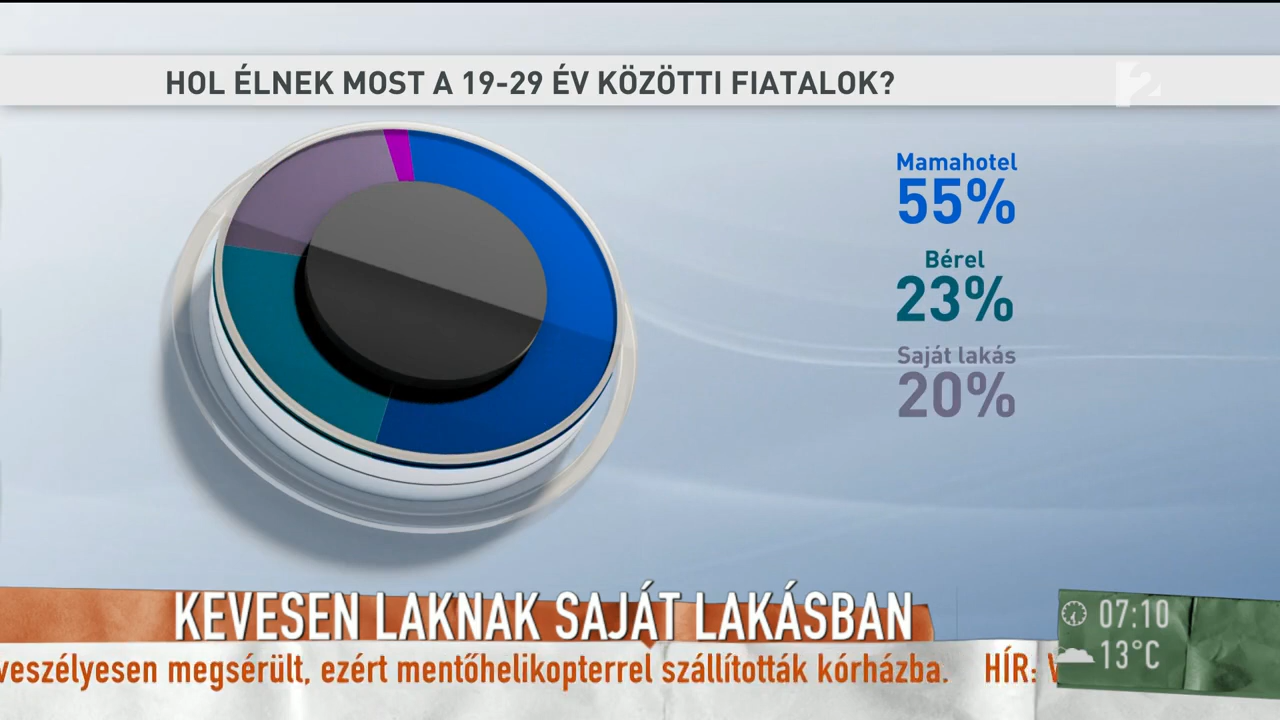 HOL ÉLNEK MOST A 19-29 ÉV KÖZÖTTI FIATALOK?
2
Mamahotel
55%
Bérel
23%
Saját lakás
20%
KEVESEN LAKNAK SAJÁT LAKÁSBAN
07:10
13°C
veszélyesen megsérült, ezért mentőhelikopterrel szállították kórházba. HÍR: